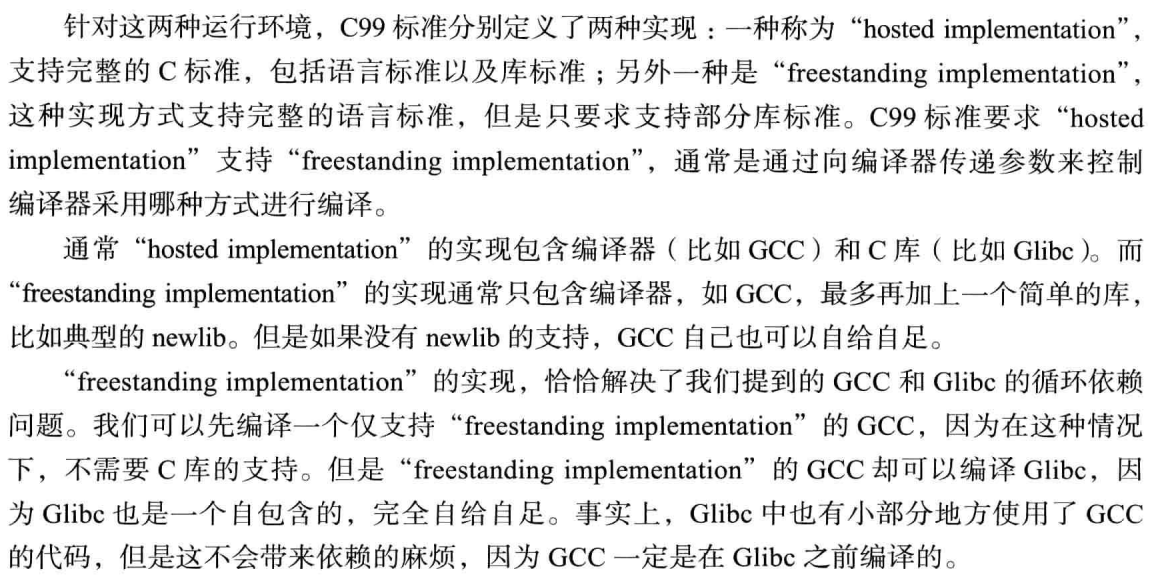 针对这两种运行环境，C99 标准分别定义了两种实现：一种称为“hosted implementation”，
支持完整的 C 标准，包括语言标准以及库标准；另外一种是“freestanding implementation”，
这种实现方式支持完整的语言标准，但是只要求支持部分库标准。C99 标准要求“hosted
implementation”支持“freestanding implementation”，通常是通过向编译器传递参数来控制
编译器采用哪种方式进行编译。
通常“hosted implementation”的实现包含编译器（比如 GCC）和 C 库（比如 Glibc）。而
“freestanding implementation”的实现通常只包含编译器，如 GCC，最多再加上一个简单的库，
比如典型的 newlib。但是如果没有 newlib 的支持，GCC 自己也可以自给自足。
“freestanding implementation”的实现，恰恰解决了我们提到的 GCC 和 Glibc 的循环依赖
问题。我们可以先编译一个仅支持“freestanding implementation”的 GCC，因为在这种情况
下，不需要 C 库的支持。但是“freestanding implementation”的 GCC 却可以编译 Glibc，因
为 Glibc 也是一个自包含的，完全自给自足。事实上，Glibc 中也有小部分地方使用了 GCC
的代码，但是这不会带来依赖的麻烦，因为 GCC 一定是在 Glibc 之前编译的。